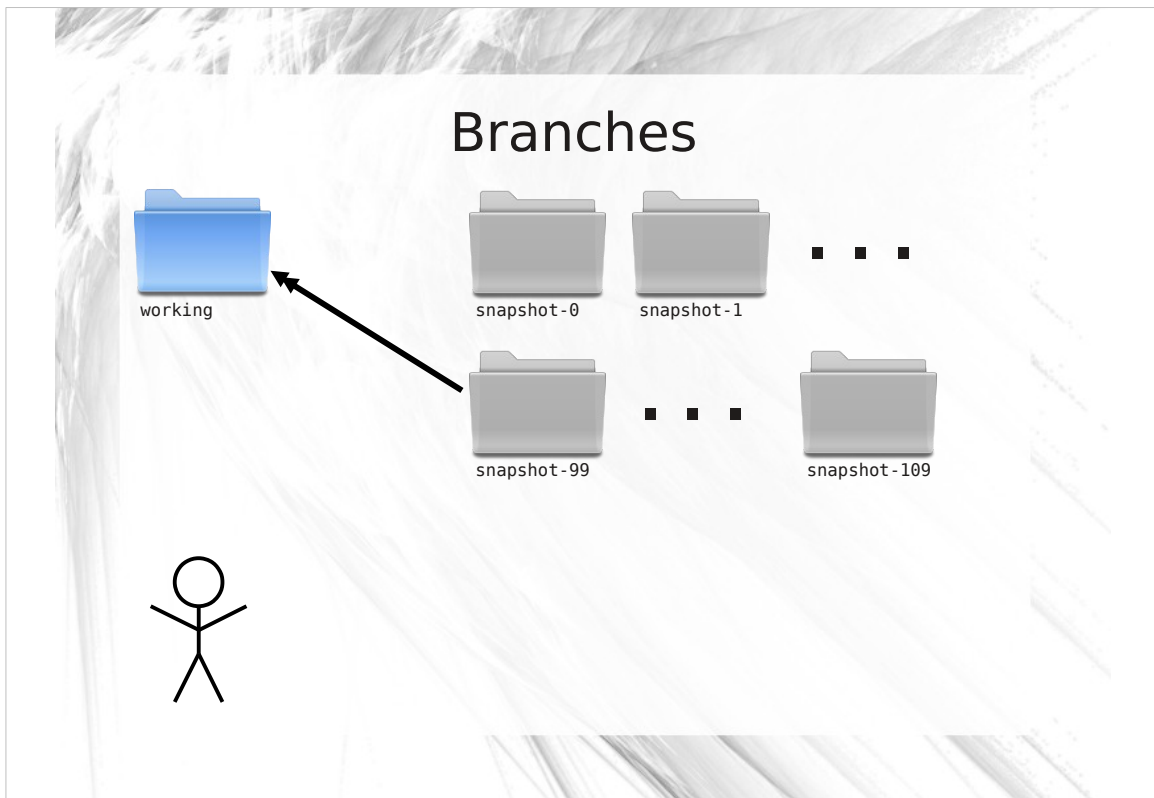 Branches
working
snapshot-0
snapshot-1
. . .
snapshot-99
. . .
snapshot-109